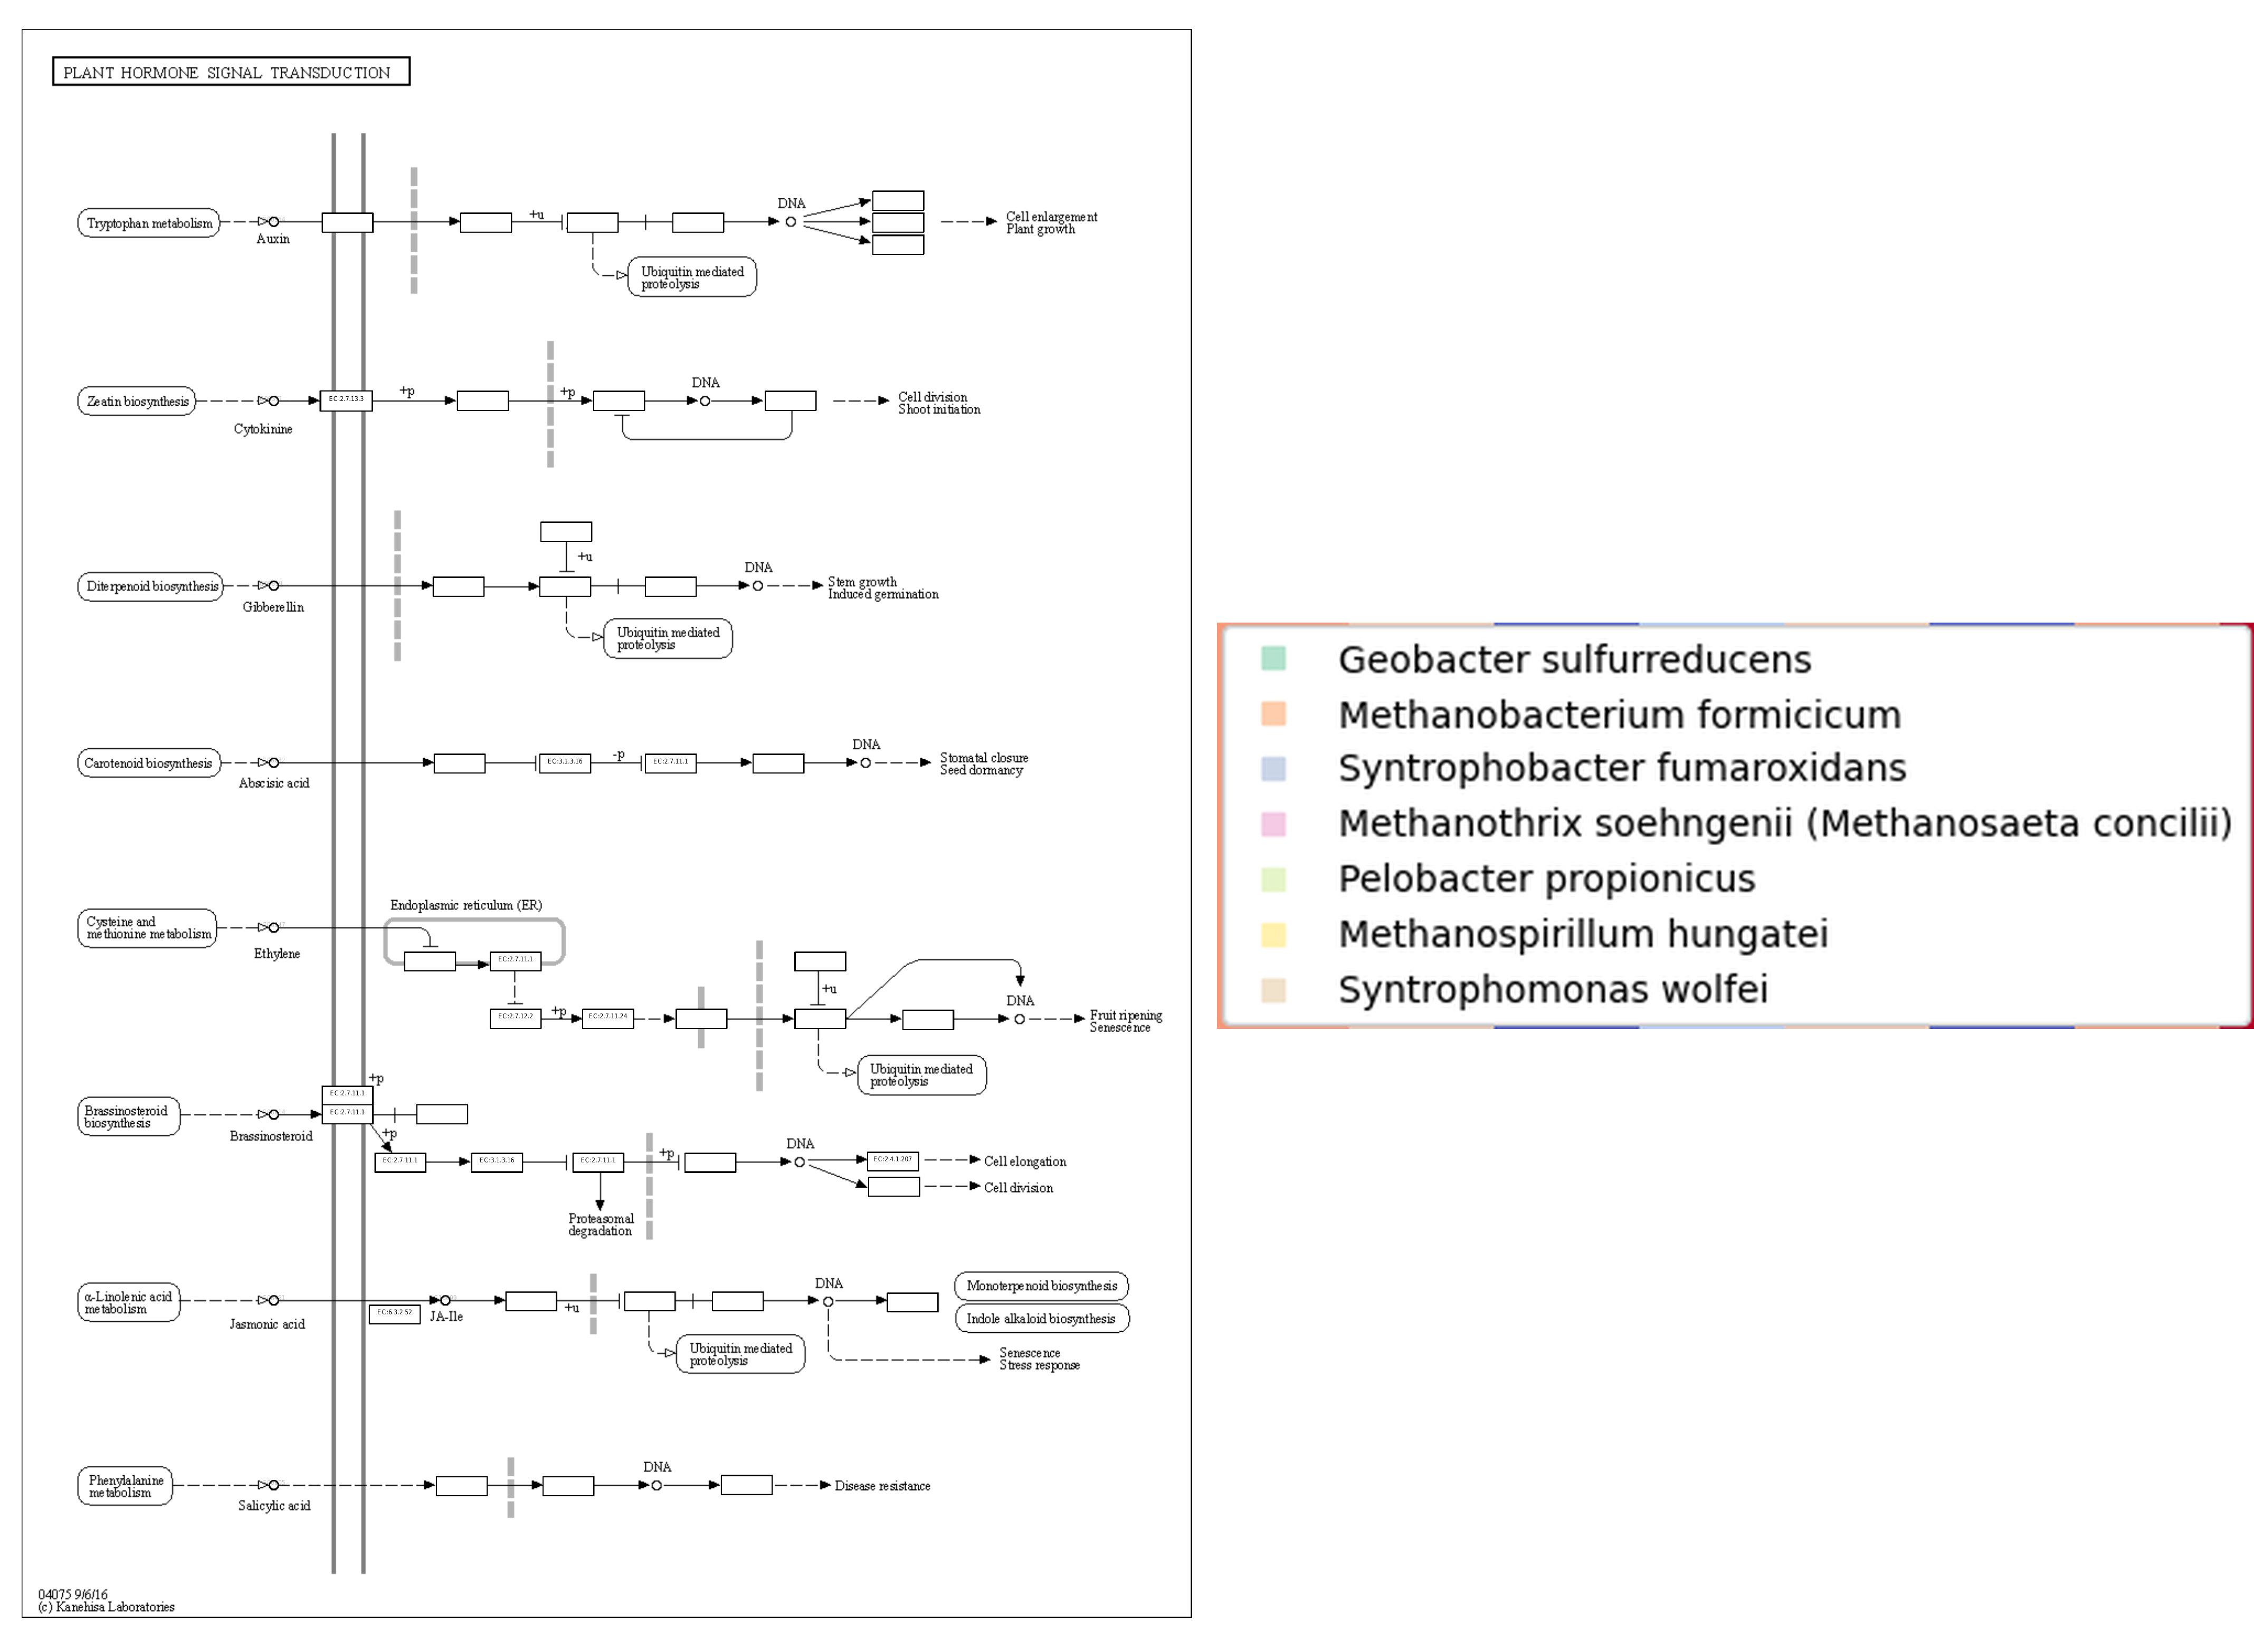 PLANT HORMONE SIGNAL TRANSDUCTION
DNA
Tryptophan metabolism
+u
Auxin
Cell enlargement
Plant growth
Ubiquitin mediated
proteolysis
DNA
Zeatin biosynthesis
EC:2.7.13.3
+p
+p
Cytokinine
Cell division
Shoot initiation
+u
DNA
Diterpenoid biosynthesis
Gibberellin
Stem growth
Induced germination
Ubiquitin mediated
proteolysis
DNA
Carotenoid biosynthesis
EC:3.1.3.16
-p
EC:2.7.11.1
Abscisic acid
Stomatal closure
Seed dormancy
Endoplasmic reticulum (ER)
Cysteine and
methionine metabolism
Ethylene
EC:2.7.11.1
+u
DNA
EC:2.7.12.2
+p
EC:2.7.11.24
Fruit ripening
Senescence
Ubiquitin mediated
proteolysis
+p
EC:2.7.11.1
EC:2.7.11.1
Brassinosteroid
biosynthesis
Brassinosteroid
+p
DNA
EC:2.7.11.1
EC:3.1.3.16
EC:2.7.11.1
+p
EC:2.4.1.207
Cell elongation
Cell division
Proteasomal
degradation
DNA
Monoterpenoid biosynthesis
α-Linolenic acid
metabolism
Jasmonic acid
EC:6.3.2.52
JA-Ile
+u
Indole alkaloid biosynthesis
Ubiquitin mediated
proteolysis
Senescence
Stress response
DNA
Phenylalanine
metabolism
Salicylic acid
Disease resistance
04075 9/6/16
(c) Kanehisa Laboratories
Geobacter sulfurreducens
Methanobacterium formicicum
Syntrophobacter fumaroxidans
Methanothrix soehngenii (Methanosaeta concilii)
Pelobacter propionicus
Methanospirillum hungatei
Syntrophomonas wolfei